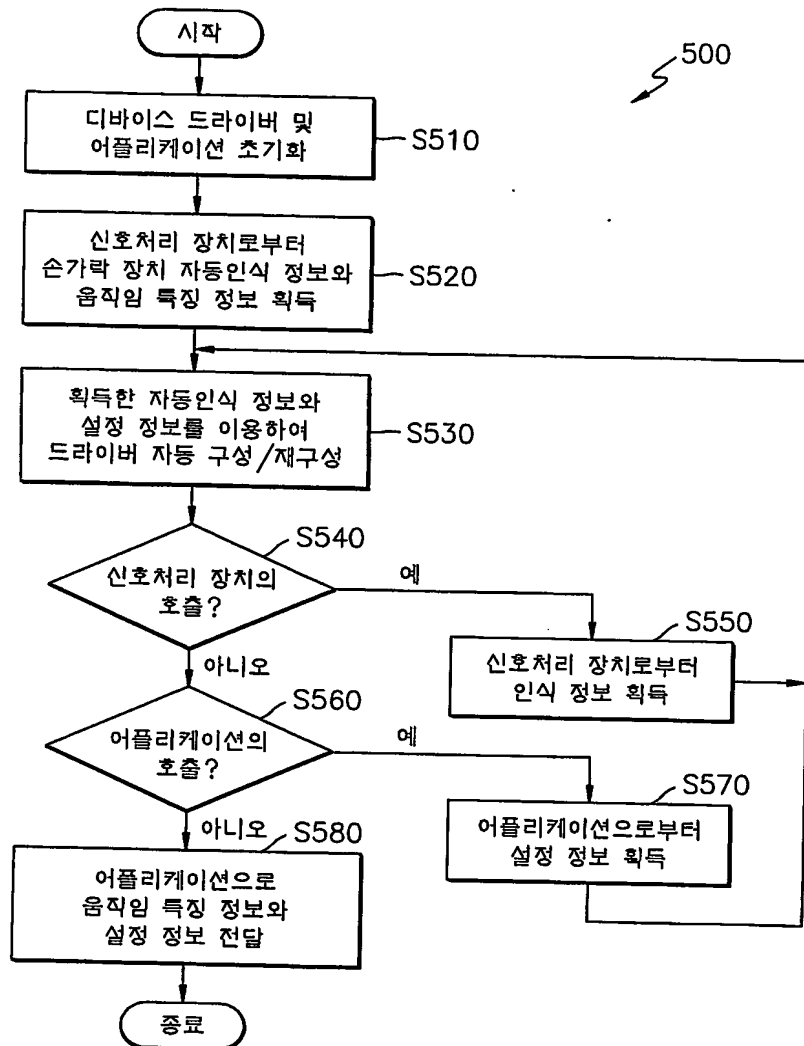 시작
500
디바이스 드라이버 및
어플리케이션 초기화
S510
신호처리 장치로부터
손가락 장치 자동인식 정보와
움직임 특징 정보 획득
S520
획득한 자동인식 정보와
설정 정보를 이용하여
드라이버 자동 구성/재구성
S530
S540
신호처리 장치의
호출?
예
S550
신호처리 장치로부터
인식 정보 획득
아니오
S560
어플리케이션의
호출?
예
S570
어플리케이션으로부터
설정 정보 획득
아니오
S580
어플리케이션으로
움직임 특징 정보와
설정 정보 전달
종료